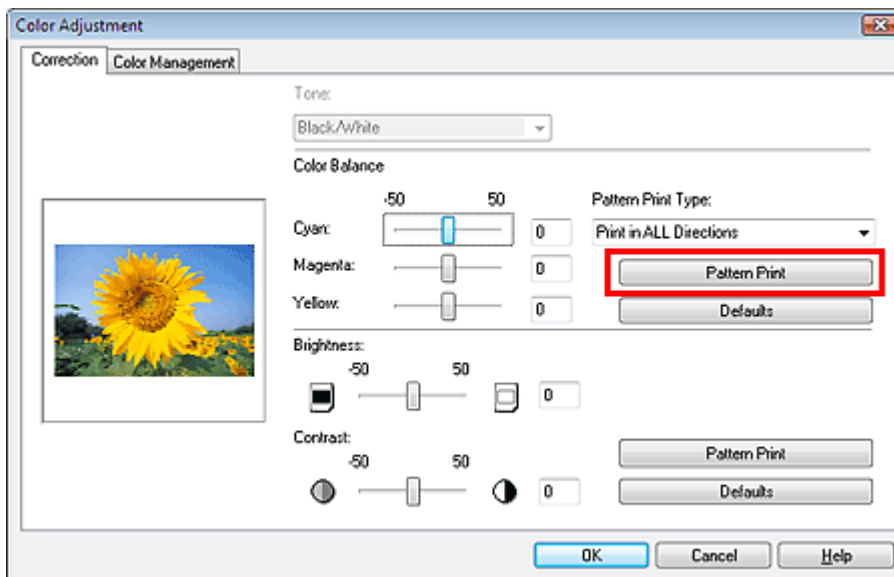 Color Adjustment
Correction Color Management
Tone:
Black/White
Color Balance
-50 50 Pattern Print Type:
Cyan: 0 Print in ALL Directions
Magenta: 0 Pattern Print
Yellow: 0 Defaults
Brightness:
-50 50
0
Contrast:
-50 50 Pattern Print
0 Defaults
OK Cancel Help